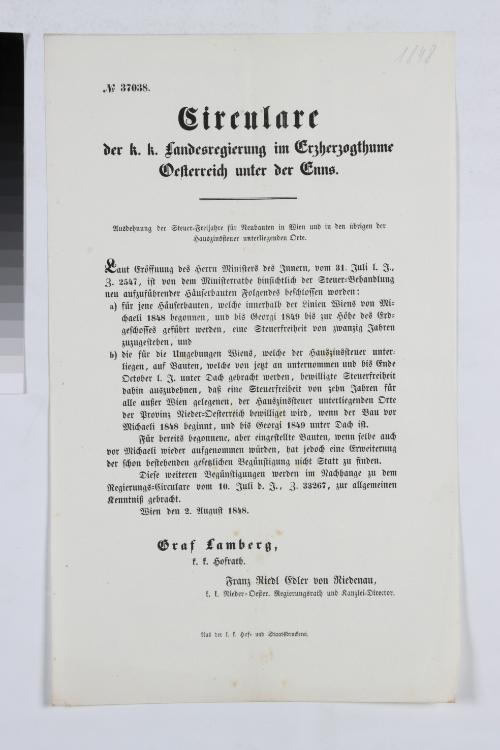 1848
№ 37038.
Circulare
der k. k. Landesregierung im Erzherzogthume
Oesterreich unter der Enns.
Ausdehnung der Steuer-Freijahre für Neubauten in Wien und in den übrigen der
Hauszinssteuer unterliegenden Orte.
Laut Eröffnung des Herrn Ministers des Innern, vom 31. Juli l. J.,
Z. 2547, ist von dem Ministerrathe hinsichtlich der Steuer-Behandlung
neu aufzuführender Häuserbauten Folgendes beschlossen worden:
a) für jene Häuserbauten, welche innerhalb der Linien Wiens von Mi-
chaeli 1848 begonnen, und bis Georgi 1849 bis zur Höhe des Erd-
geschosses geführt werden, eine Steuerfreiheit von zwanzig Jahren
zuzugestehen, und
b) die für die Umgebungen Wiens, welche der Hauszinssteuer unter-
liegen, auf Bauten, welche von jetzt an unternommen und bis Ende
October l. J. unter Dach gebracht werden, bewilligte Steuerfreiheit
dahin auszudehnen, daß eine Steuerfreiheit von zehn Jahren für
alle außer Wien gelegenen, der Hauszinssteuer unterliegenden Orte
der Provinz Nieder-Oesterreich bewilliget wird, wenn der Bau vor
Michaeli 1848 beginnt, und bis Georgi 1849 unter Dach ist.
Für bereits begonnene, aber eingestellte Bauten, wenn selbe auch
vor Michaeli wieder aufgenommen würden, hat jedoch eine Erweiterung
der schon bestehenden gesetzlichen Begünstigung nicht Statt zu finden.
Diese weiteren Begünstigungen werden im Nachhange zu dem
Regierungs-Circulare vom 10. Juli d. J., Z. 33267, zur allgemeinen
Kenntniß gebracht.
Wien den 2. August 1848.
Graf Lamberg,
k. k. Hofrath.
Franz Riedl Edler von Riedenau,
k. k. Nieder-Oester. Regierungsrath und Kanzlei-Director.
Aus der k. k. Hof- und Staatsdruckerei.